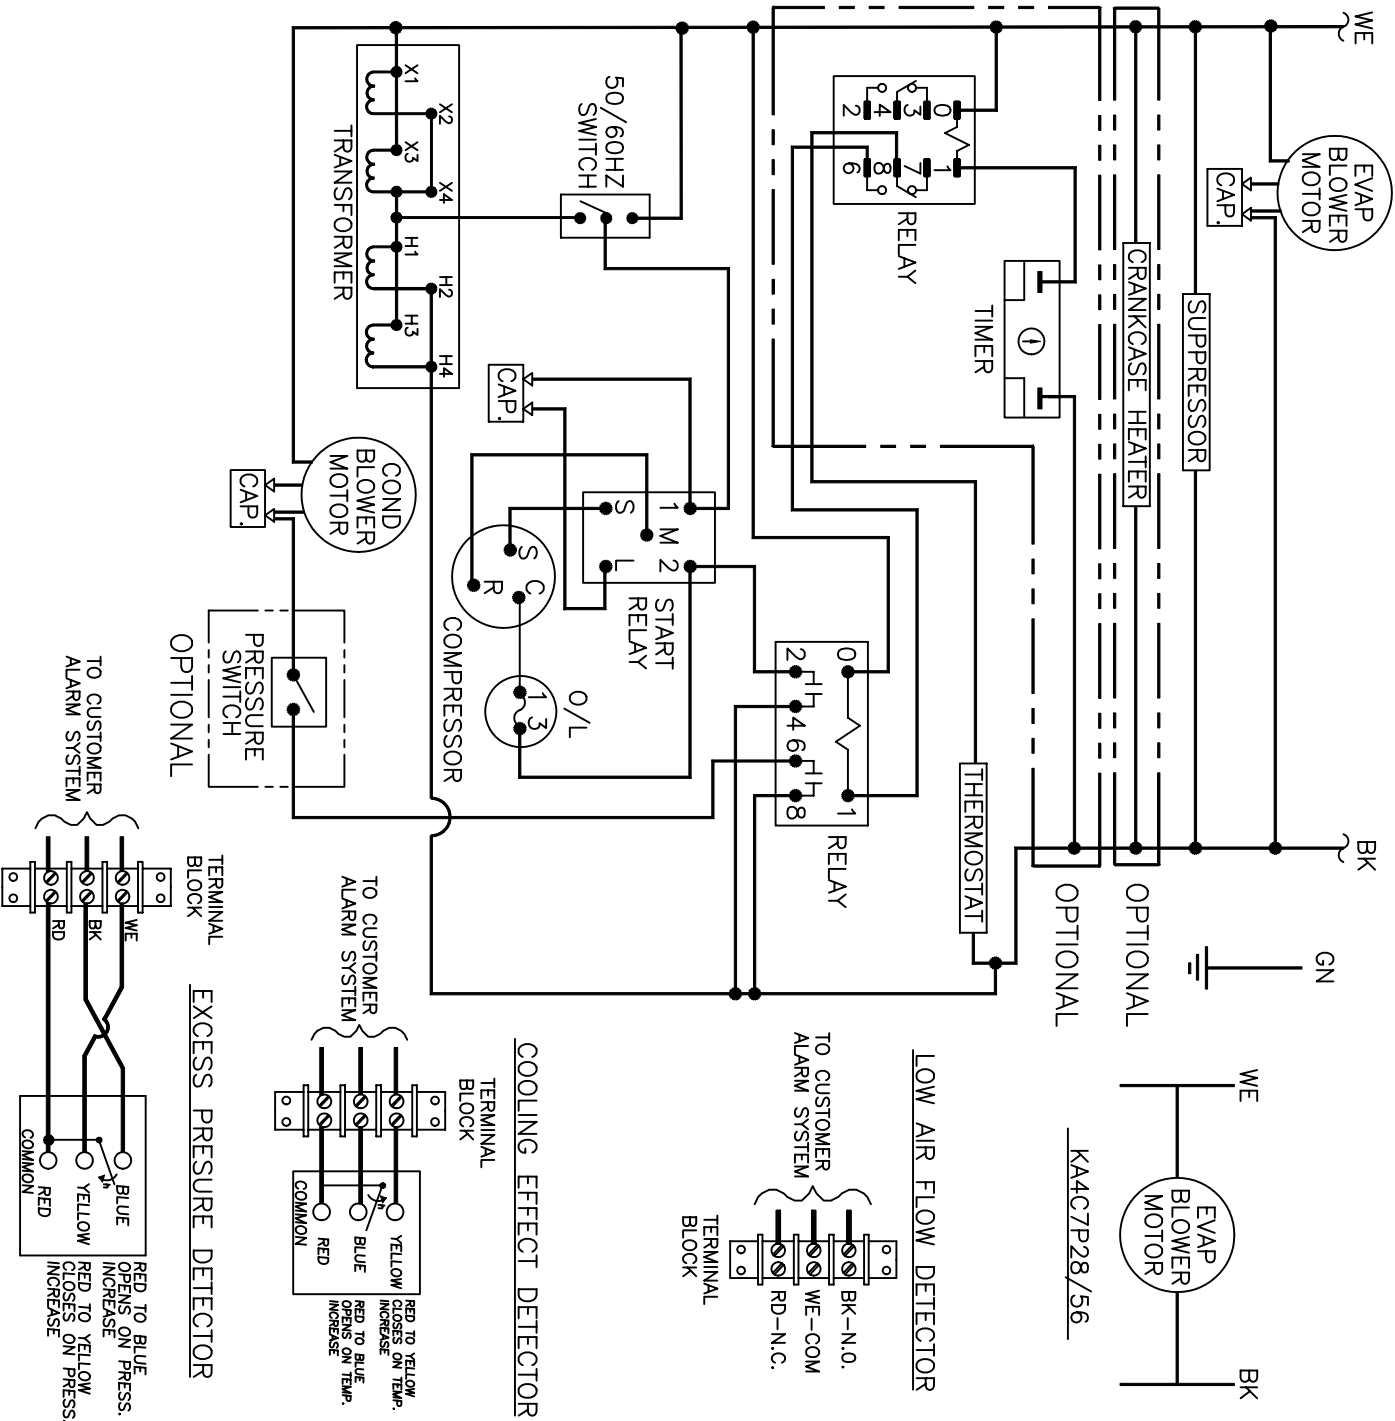 WE
EVAP
BLOWER
MOTOR
CAP.
SUPPRESSOR
CRANKCASE HEATER
BK
OPTIONAL
OPTIONAL
GN
WE
EVAP
BLOWER
MOTOR
BK
KA4C7P28/56
0
3
4
2
1
7
8
6
RELAY
TIMER
THERMOSTAT
50/60HZ
SWITCH
X1
X2
X3
X4
H1
H2
H3
H4
TRANSFORMER
CAP.
1
2
M
S
L
START
RELAY
S
C
R
COMPRESSOR
1
3
O/L
0
1
2
4
6
8
RELAY
COND
BLOWER
MOTOR
CAP.
PRESSURE
SWITCH
OPTIONAL
LOW AIR FLOW DETECTOR
TO CUSTOMER
ALARM SYSTEM
BK-N.O.
WE-COM
RD-N.C.
TERMINAL
BLOCK
COOLING EFFECT DETECTOR
TERMINAL
BLOCK
TO CUSTOMER
ALARM SYSTEM
YELLOW
BLUE
RED
COMMON
RED TO YELLOW
CLOSES ON TEMP.
INCREASE
RED TO BLUE
OPENS ON TEMP.
INCREASE
EXCESS PRESURE DETECTOR
TERMINAL
BLOCK
TO CUSTOMER
ALARM SYSTEM
WE
BK
RD
BLUE
YELLOW
RED
COMMON
RED TO BLUE
OPENS ON PRESS.
INCREASE
RED TO YELLOW
CLOSES ON PRESS.
INCREASE